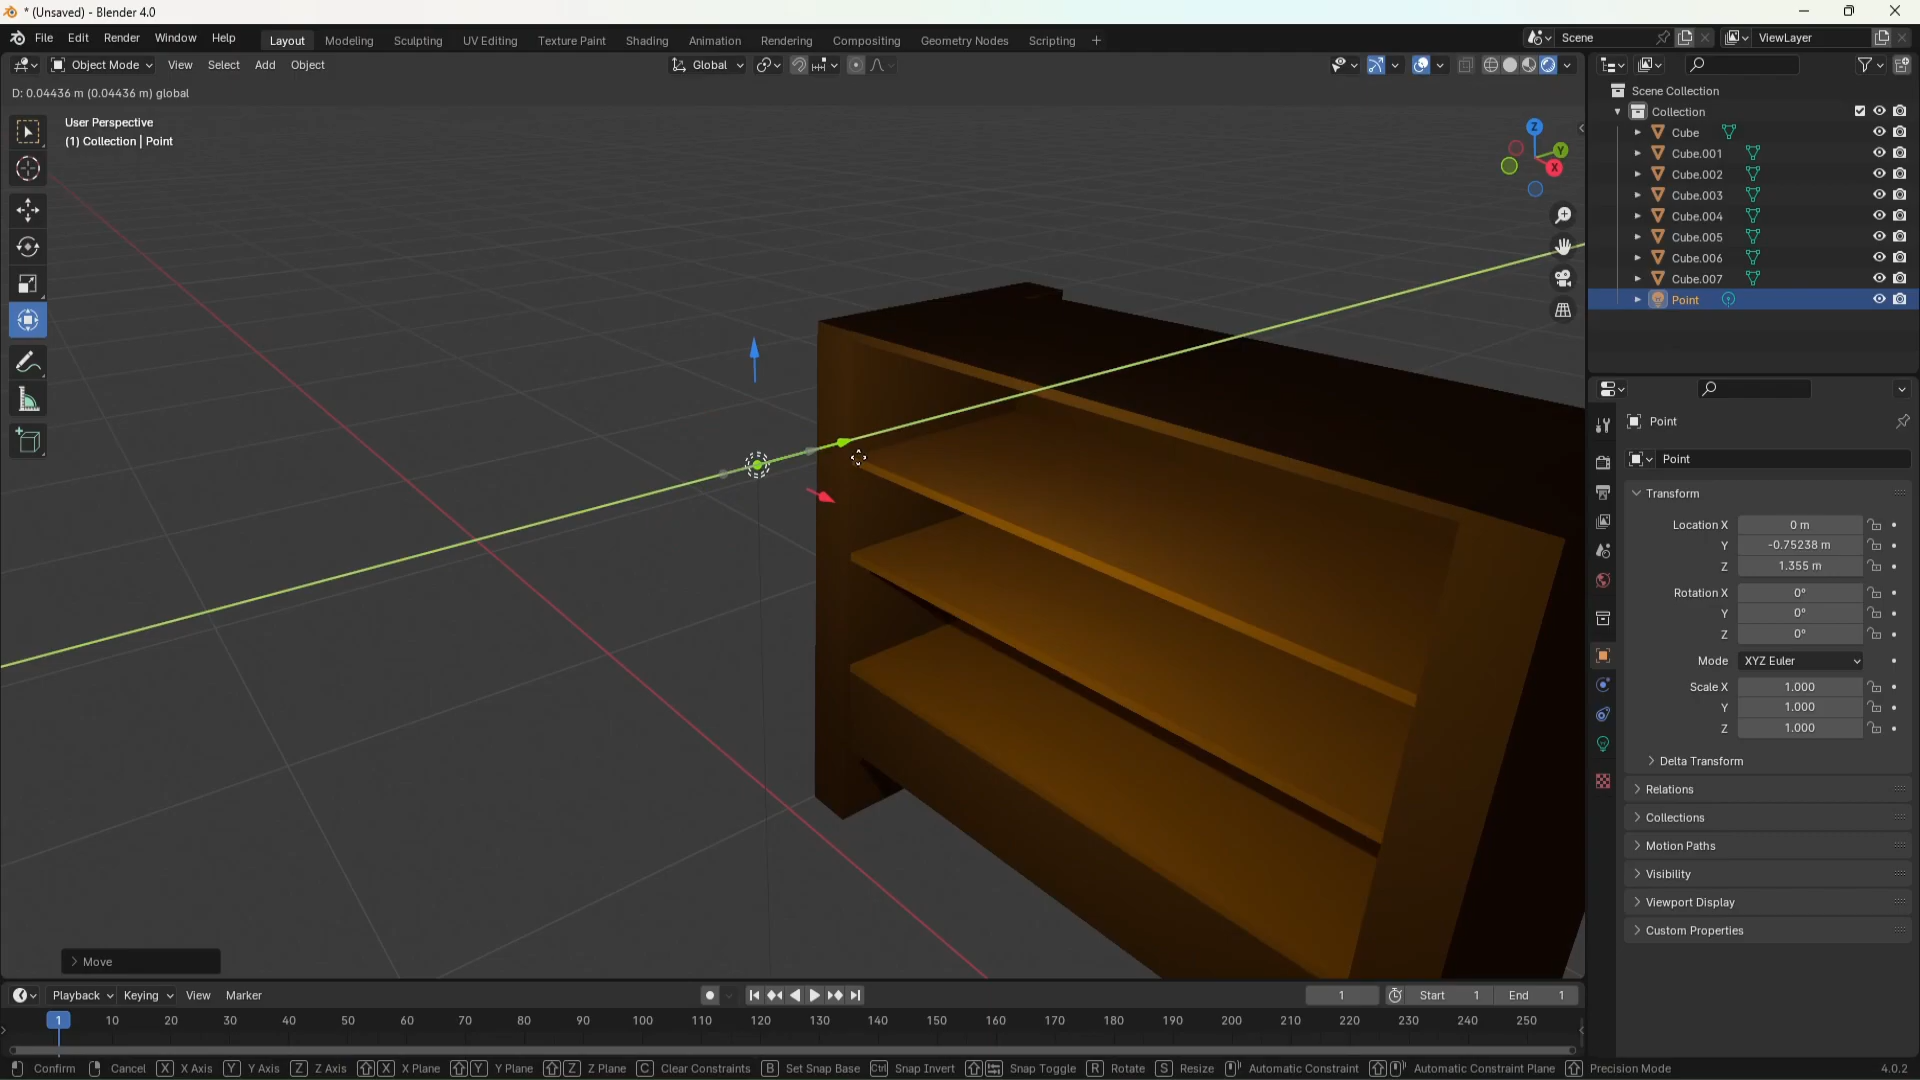 * (Unsaved) - Blender 4.0
File Edit Render Window Help Layout Modeling Sculpting UV Editing Texture Paint Shading Animation Rendering Compositing Geometry Nodes Scripting + Scene ViewLayer
Object Mode View Select Add Object Global
D: 0.04436 m (0.04436 m) global
User Perspective
(1) Collection | Point
Z
Y
X
Scene Collection
Collection
Cube
Cube.001
Cube.002
Cube.003
Cube.004
Cube.005
Cube.006
Cube.007
Point
Point
Point
Transform
Location X 0 m
Y -0.75238 m
Z 1.355 m
Rotation X 0°
Y 0°
Z 0°
Mode XYZ Euler
Scale X 1.000
Y 1.000
Z 1.000
Delta Transform
Relations
Collections
Motion Paths
Visibility
Viewport Display
Custom Properties
Move
Playback Keying View Marker 1 Start 1 End 1
1 10 20 30 40 50 60 70 80 90 100 110 120 130 140 150 160 170 180 190 200 210 220 230 240 250
Confirm Cancel X X Axis Y Y Axis Z Z Axis X X Plane Y Y Plane Z Z Plane C Clear Constraints B Set Snap Base Ctrl Snap Invert Snap Toggle R Rotate S Resize Automatic Constraint Automatic Constraint Plane Precision Mode 4.0.2